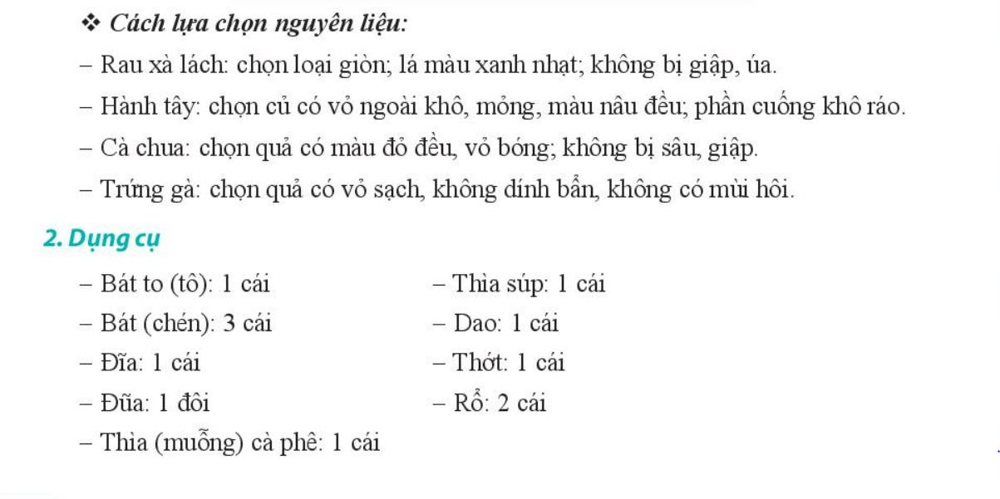 ❖ Cách lựa chọn nguyên liệu:
– Rau xà lách: chọn loại giòn; lá màu xanh nhạt; không bị giập, úa.
– Hành tây: chọn củ có vỏ ngoài khô, mỏng, màu nâu đều; phần cuống khô ráo.
– Cà chua: chọn quả có màu đỏ đều, vỏ bóng; không bị sâu, giập.
– Trứng gà: chọn quả có vỏ sạch, không dính bẩn, không có mùi hôi.
2. Dụng cụ
– Bát to (tô): 1 cái
– Bát (chén): 3 cái
– Đĩa: 1 cái
– Đũa: 1 đôi
– Thìa (muỗng) cà phê: 1 cái
– Thìa súp: 1 cái
– Dao: 1 cái
– Thớt: 1 cái
– Rổ: 2 cái